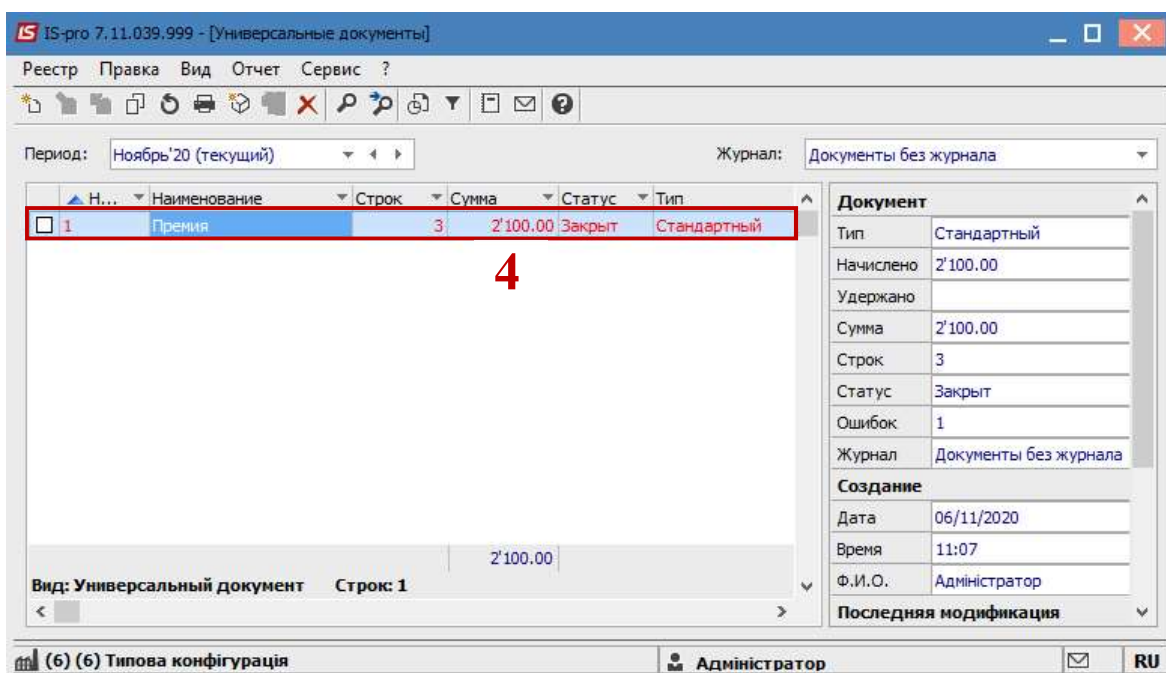 IS-pro 7.11.039.999 - [Универсальные документы]
Реестр Правка Вид Отчет Сервис ?
Период: Ноябрь'20 (текущий) Журнал: Документы без журнала
Н... Наименование Строк Сумма Статус Тип
1 Премия 3 2'100.00 Закрыт Стандартный
4
2'100.00
Вид: Универсальный документ Строк: 1
Документ
Тип Стандартный
Начислено 2'100.00
Удержано
Сумма 2'100.00
Строк 3
Статус Закрыт
Ошибок 1
Журнал Документы без журнала
Создание
Дата 06/11/2020
Время 11:07
Ф.И.О. Адміністратор
Последняя модификация
(6) (6) Типова конфігурація Адміністратор RU